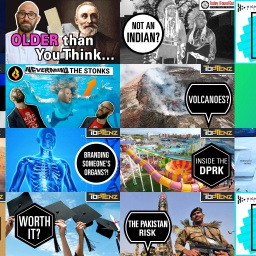 OLDER than
You Think...
NOT AN
INDIAN?
NEVERMIND THE STONKS
TOPTENZ
VOLCANOES?
TOPTENZ
BRANDING
SOMEONE'S
ORGANS?!
TOPTENZ
INSIDE THE
DPRK
TOPTENZ
WORTH
IT?
TOPTENZ
THE PAKISTAN
RISK